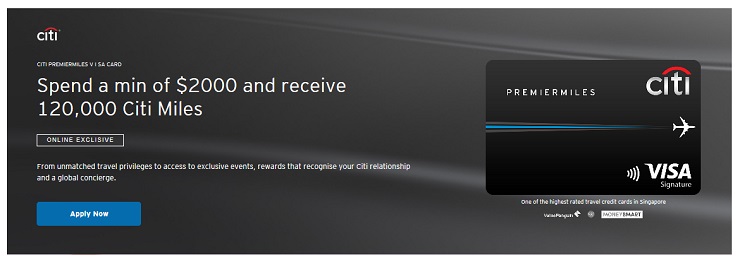 citi
CITI PREMIERMILES V I SA CARD
Spend a min of $2000 and receive
120,000 Citi Miles
ONLINE EXCLUSIVE
From unmatched travel privileges to access to exclusive events, rewards that recognise your Citi relationship
and a global concierge.
Apply Now
citi
PREMIERMILES
VISA
Signature
One of the highest rated travel credit cards in Singapore
ValuePenguin MONEYSMART